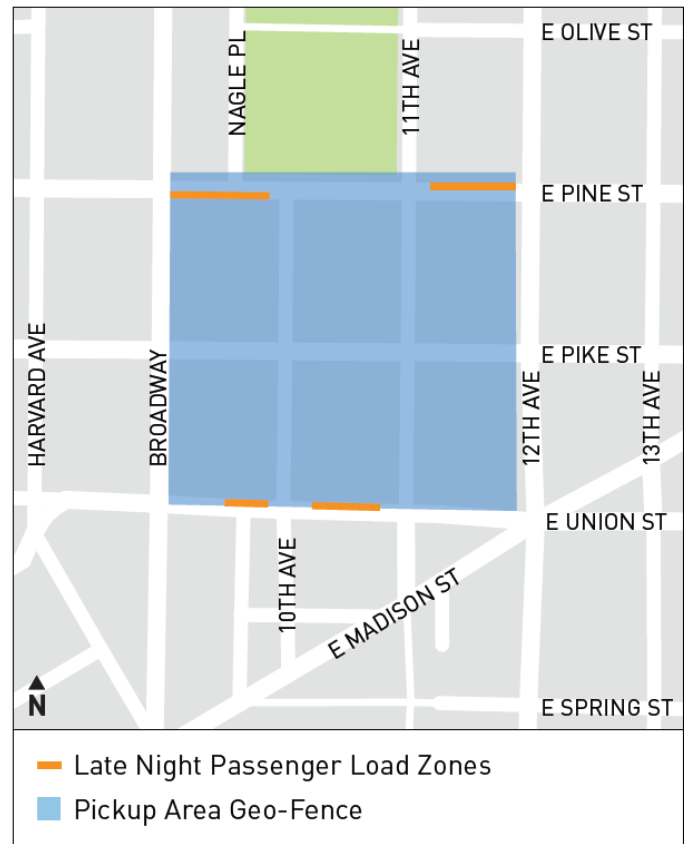 E OLIVE ST
NAGLE PL
11TH AVE
E PINE ST
E PIKE ST
HARVARD AVE
BROADWAY
12TH AVE
13TH AVE
E UNION ST
10TH AVE
E MADISON ST
N
E SPRING ST
Late Night Passenger Load Zones
Pickup Area Geo-Fence